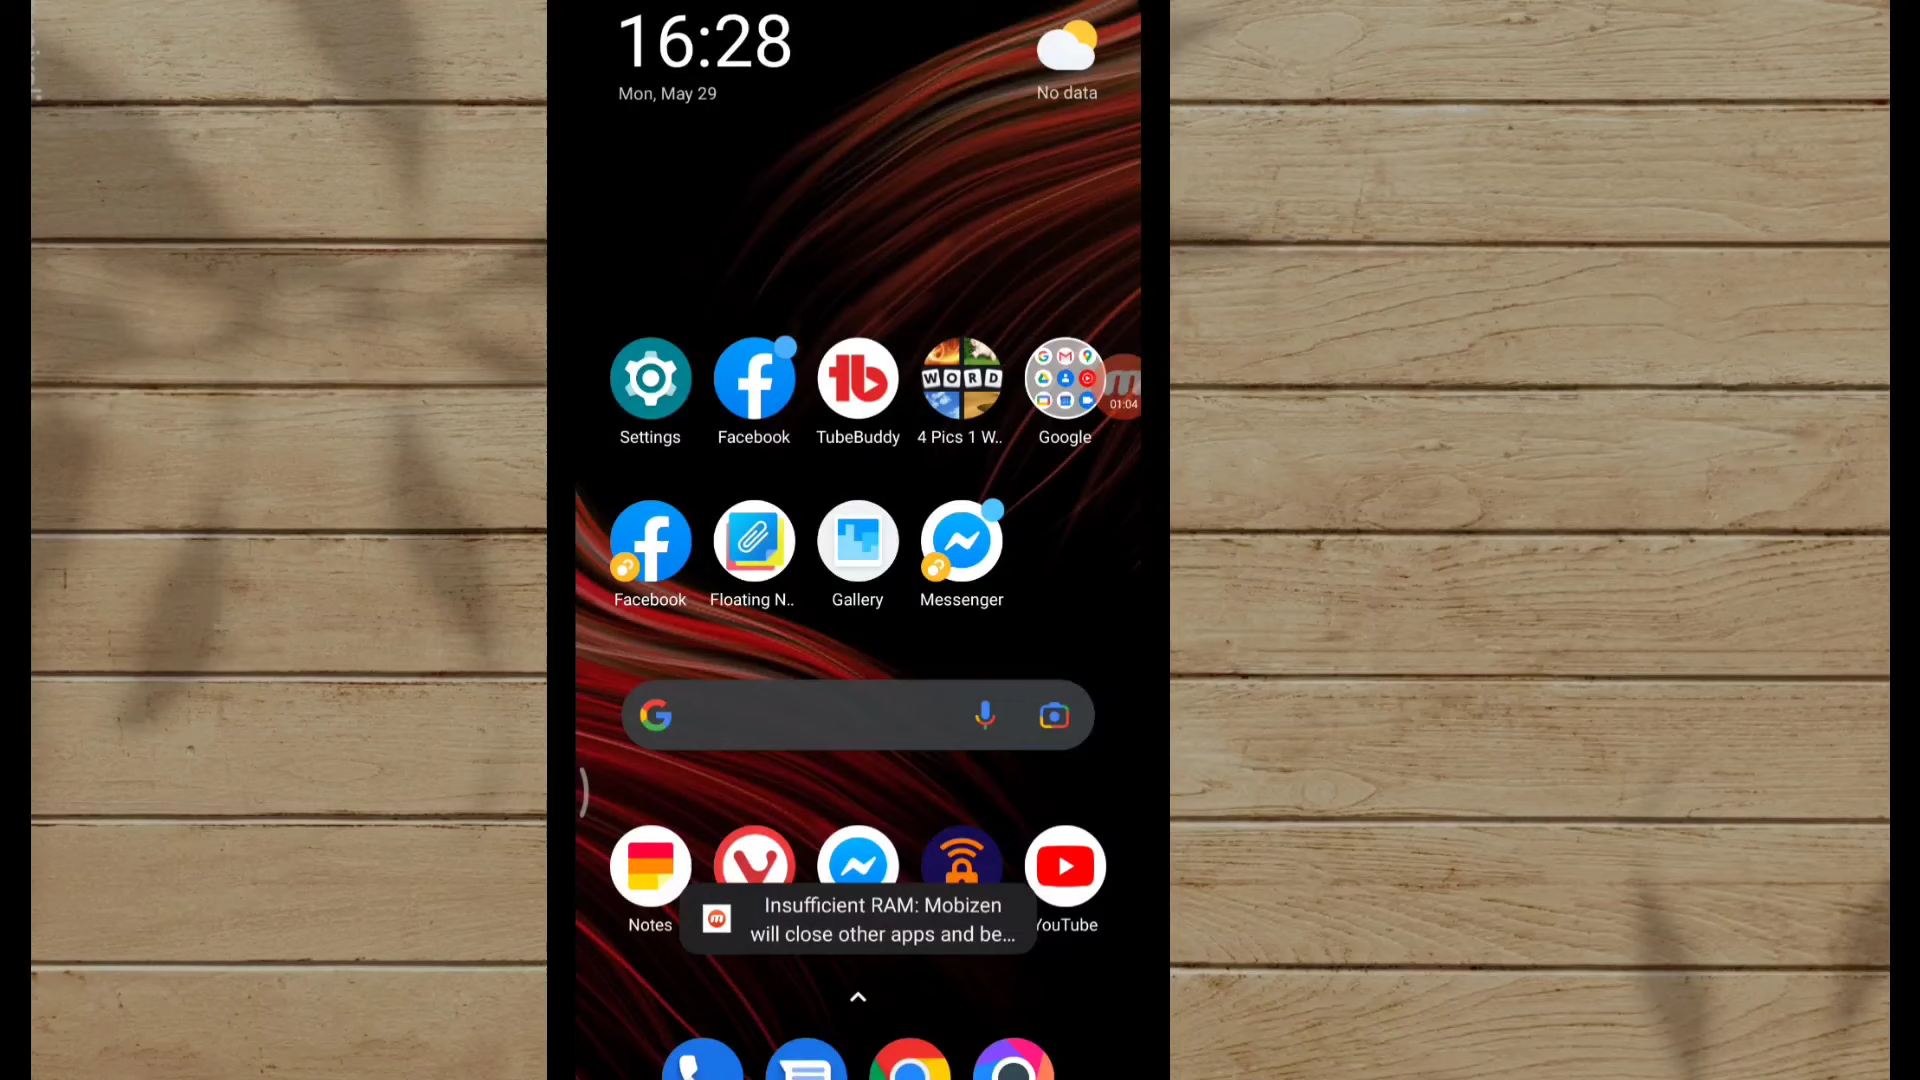 16:28
Mon, May 29
No data
WORD
01:04
Settings
Facebook
TubeBuddy
4 Pics 1 W..
Google
Facebook
Floating N..
Gallery
Messenger
Insufficient RAM: Mobizen
will close other apps and be...
Notes
YouTube